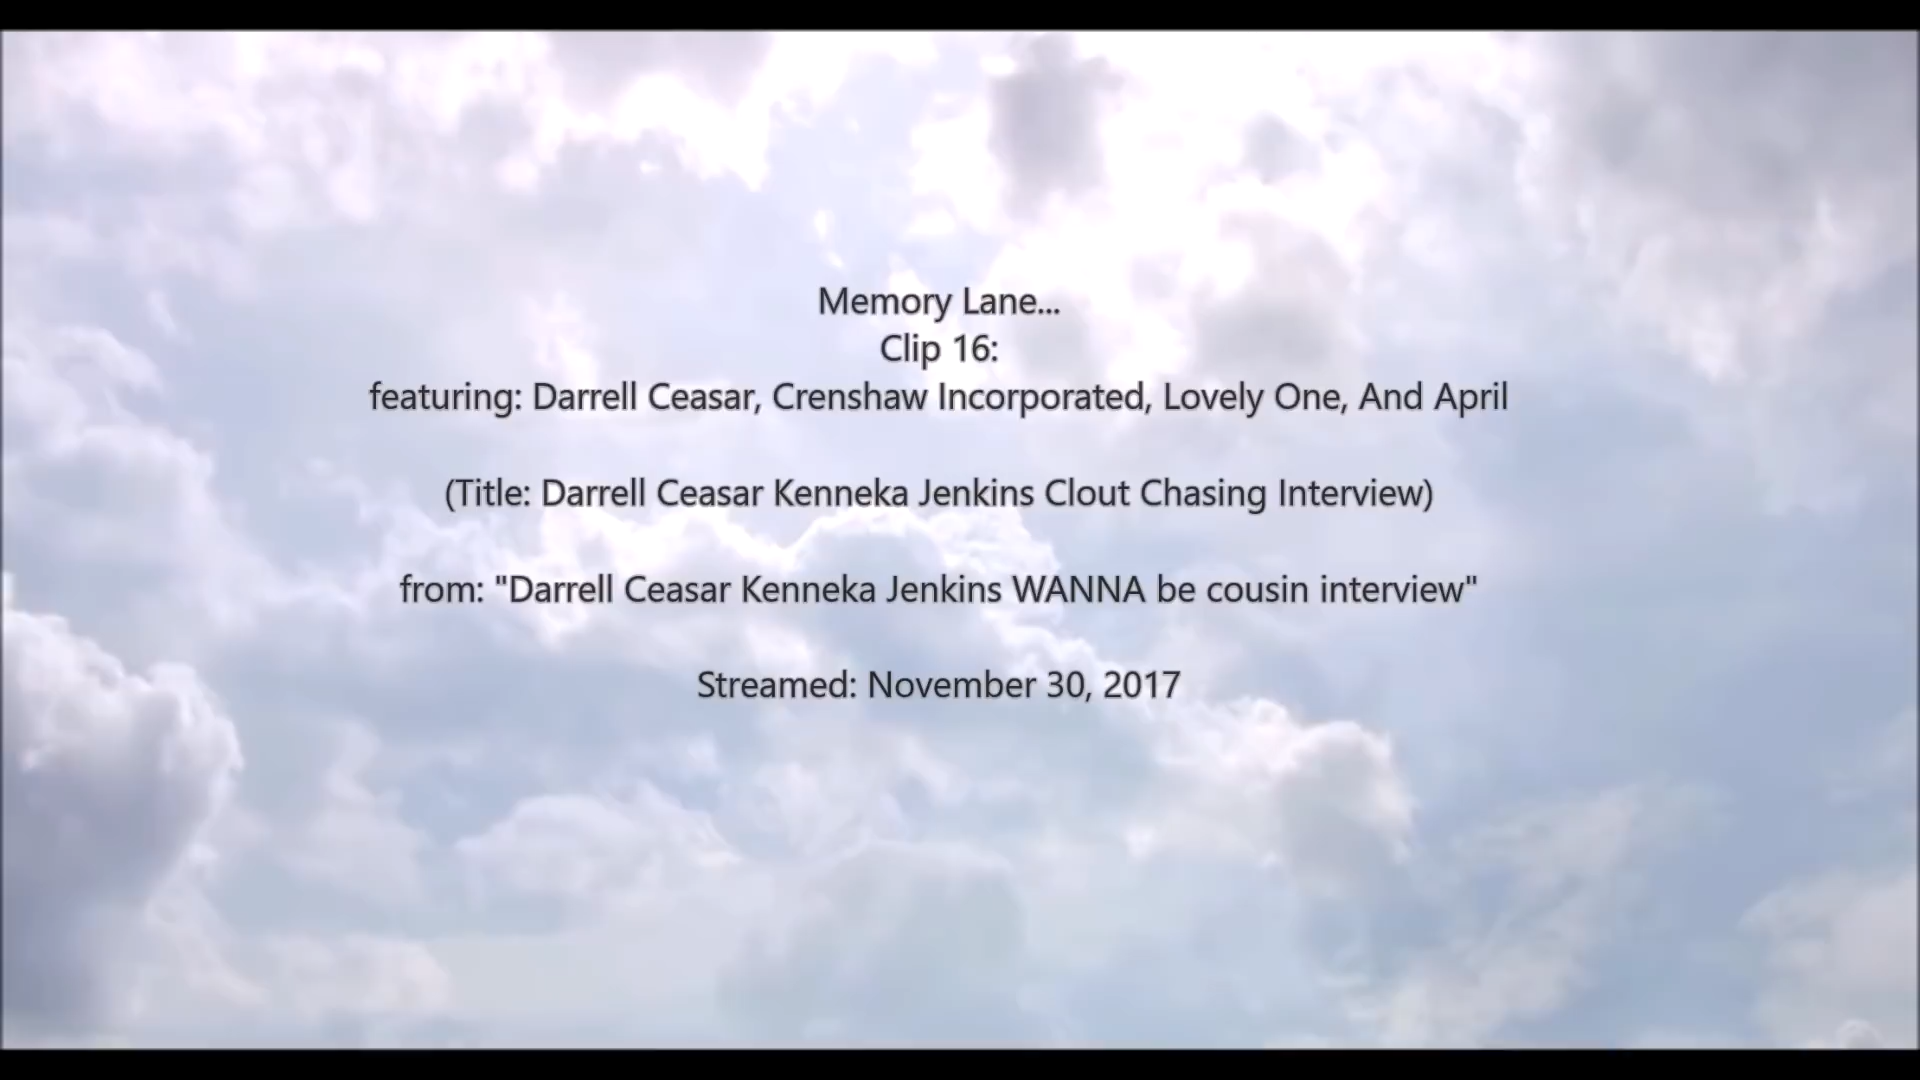 Memory Lane...
Clip 16:
featuring: Darrell Ceasar, Crenshaw Incorporated, Lovely One, And April
(Title: Darrell Ceasar Kenneka Jenkins Clout Chasing Interview)
from: "Darrell Ceasar Kenneka Jenkins WANNA be cousin interview"
Streamed: November 30, 2017